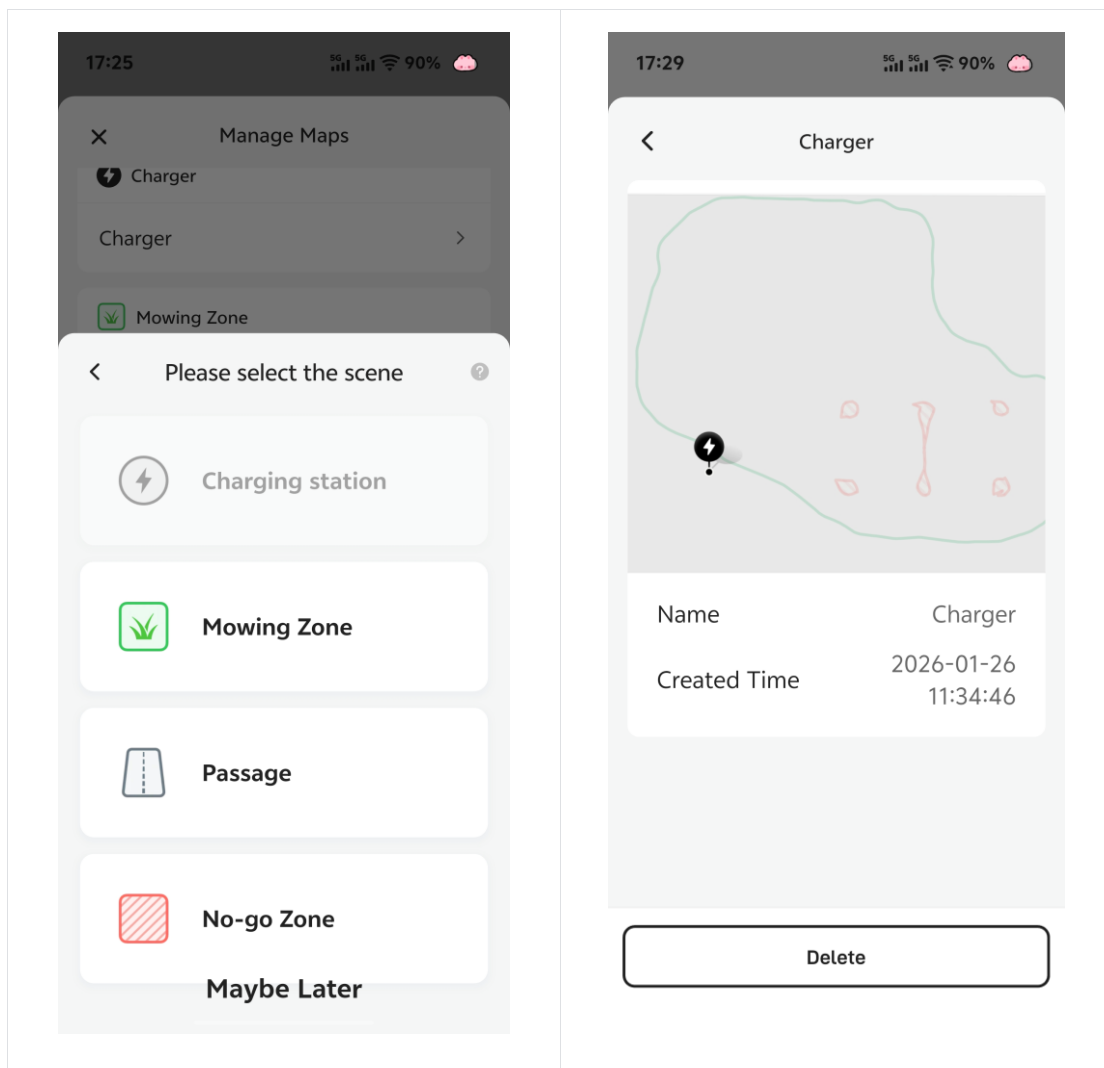 17:25
5G 5G 90%
Manage Maps
Charger
Charger
Mowing Zone
Please select the scene
?
Charging station
Mowing Zone
Passage
No-go Zone
Maybe Later
17:29
5G 5G 90%
Charger
Name Charger
Created Time 2026-01-26
11:34:46
Delete